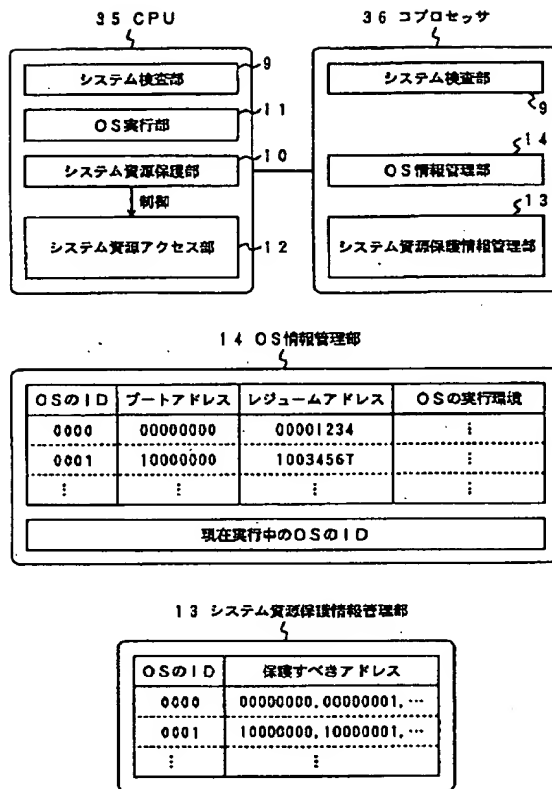 35 CPU
システム検査部
9
OS実行部
11
システム資源保護部
10
制御
システム資源アクセス部
12
36 コプロセッサ
システム検査部
9
OS情報管理部
14
システム資源保護情報管理部
13
14 OS情報管理部
OSのID ブートアドレス レジュームアドレス OSの実行環境
0000 00000000 00001234 ⋮
0001 10000000 1003456T ⋮
⋮ ⋮ ⋮ ⋮
現在実行中のOSのID
13 システム資源保護情報管理部
OSのID 保護すべきアドレス
0000 00000000,00000001,…
0001 10000000,10000001,…
⋮ ⋮